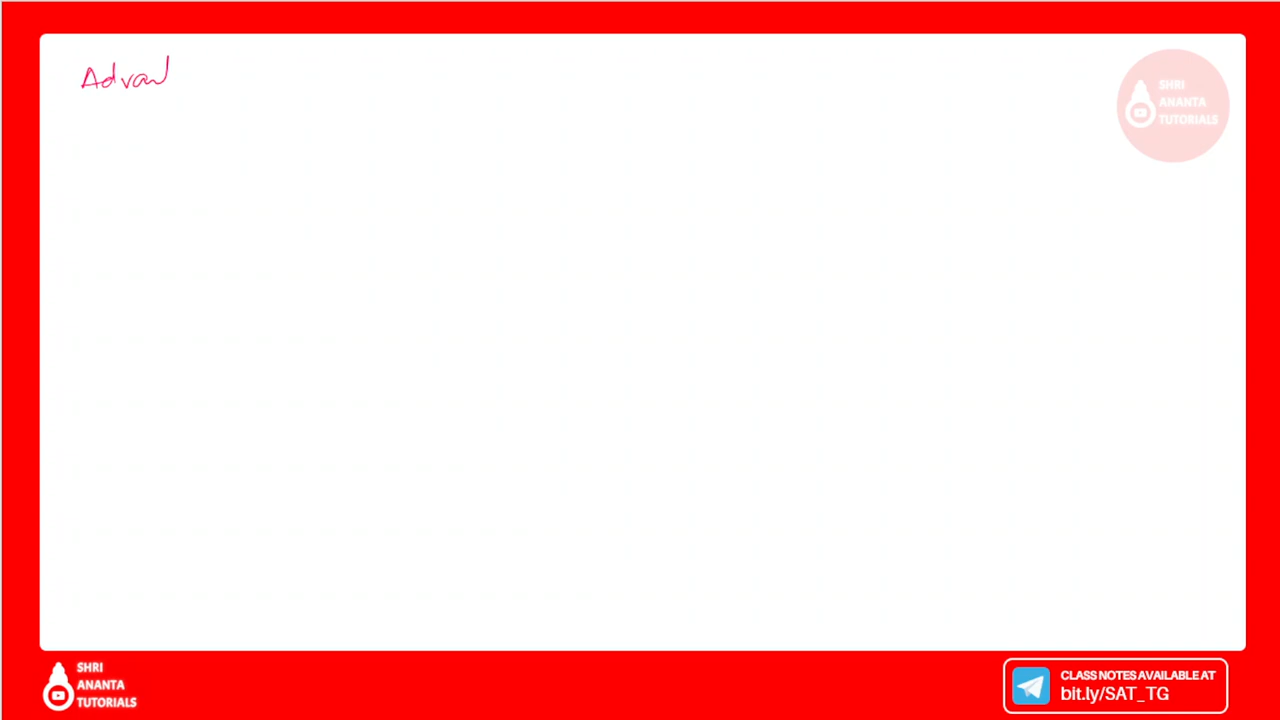 Advan
SHRI
ANANTA
TUTORIALS
SHRI
ANANTA
TUTORIALS
CLASS NOTES AVAILABLE AT
bit.ly/SAT_TG